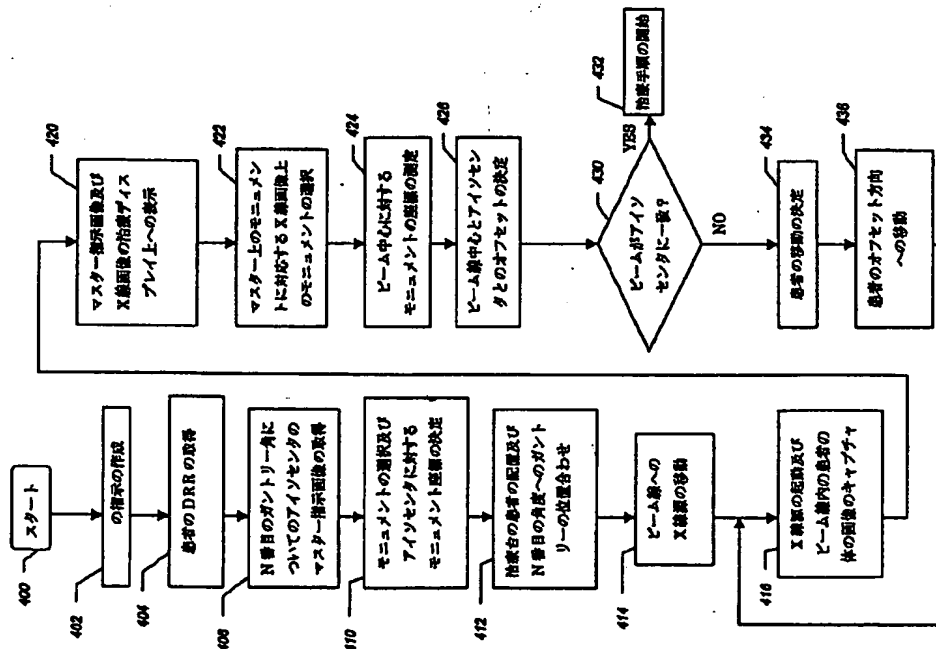 スタート
400
の指示の作成
402
患者のDRRの取得
404
N番目のガントリー角に
ついてのアイソセンタの
マスター指示画像の取得
408
モニュメントの選択及び
アイソセンタに対する
モニュメント座標の決定
410
治療台の患者の配置及び
N番目の角度へのガント
リーの位置合わせ
412
ビーム線への
X線源の移動
414
X線源の起動及び
ビーム線内の患者の
体の画像のキャプチャ
416
420
マスター指示画像及び
X線画像の治療ディス
プレイ上への表示
422
マスター上のモニュメン
トに対応するX線画像上
のモニュメントの選択
424
ビーム中心に対する
モニュメントの座標の測定
426
ビーム線中心とアイソセン
タとのオフセットの決定
430
ビームがアイソ
センタに一致?
YES
432
治療手順の開始
NO
434
患者の移動の決定
436
患者のオフセット方向
への移動